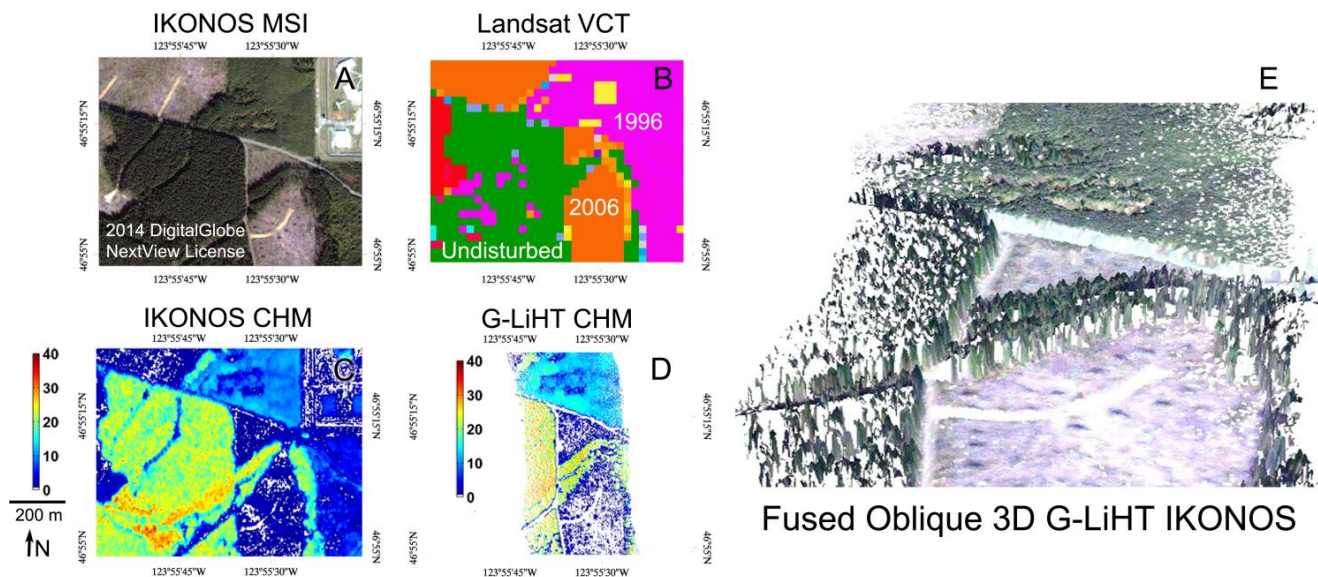 IKONOS MSI
123°55'45"W 123°55'30"W
A
46°55'15"N
46°55'N
46°55'15"N
46°55'N
2014 DigitalGlobe
NextView License
123°55'45"W 123°55'30"W
Landsat VCT
123°55'45"W 123°55'30"W
B
1996
2006
Undisturbed
46°55'15"N
46°55'N
46°55'15"N
46°55'N
123°55'45"W 123°55'30"W
IKONOS CHM
123°55'45"W 123°55'30"W
C
40
30
20
10
0
200 m
N
46°55'15"N
46°55'N
123°55'45"W 123°55'30"W
G-LiHT CHM
123°55'45"W 123°55'30"W
D
40
30
20
10
0
46°55'15"N
46°55'N
46°55'15"N
46°55'N
123°55'45"W 123°55'30"W
E
Fused Oblique 3D G-LiHT IKONOS